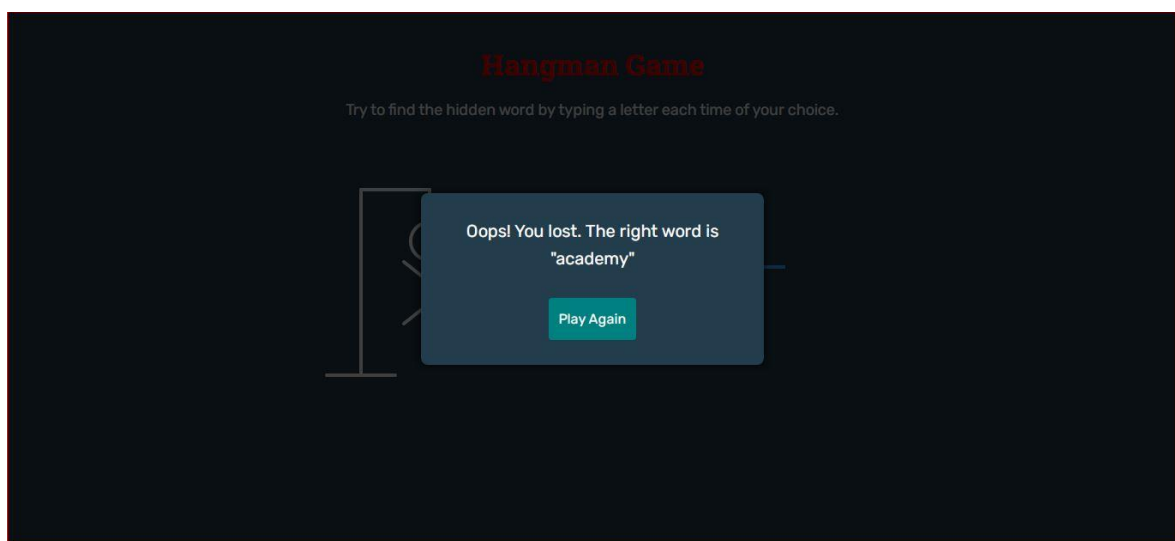 Hangman Game
Try to find the hidden word by typing a letter each time of your choice.
Oops! You lost. The right word is
"academy"
Play Again